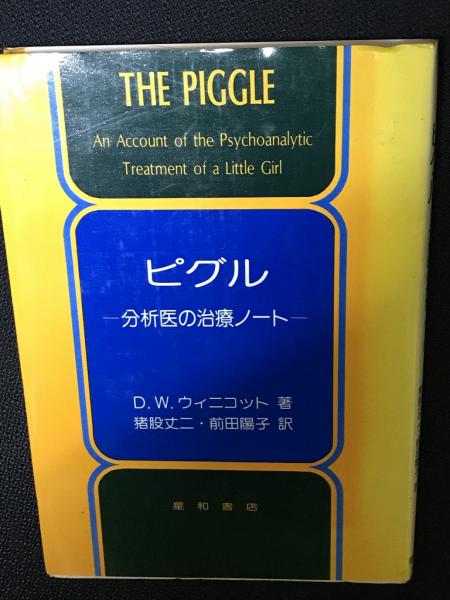 THE PIGGLE
An Account of the Psychoanalytic
Treatment of a Little Girl
ピグル
―分析医の治療ノート―
D.W.ウィニコット 著
猪股丈二・前田陽子 訳
星和書店